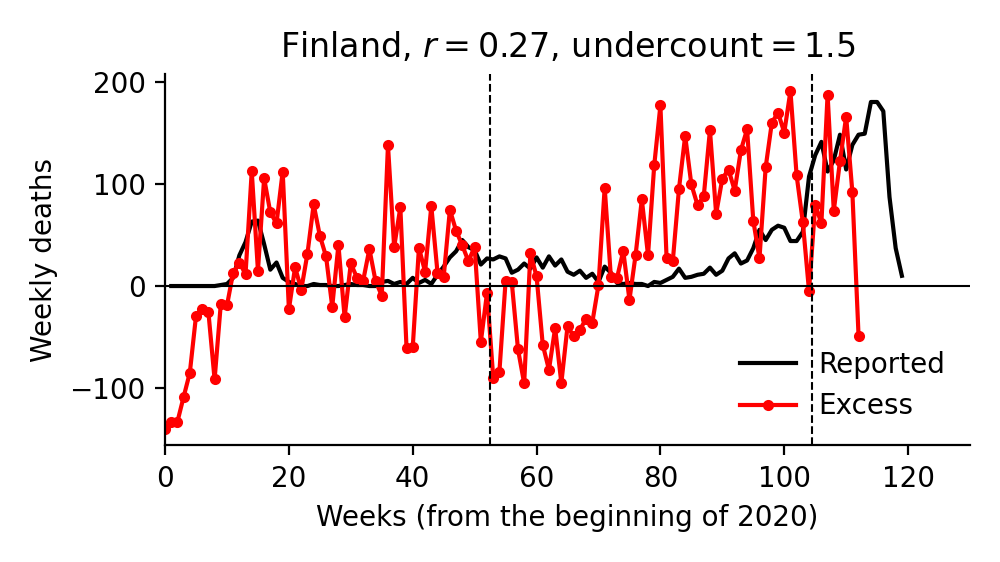 Finland, r = 0.27, undercount = 1.5
Weekly deaths
200
100
0
−100
Reported
Excess
0 20 40 60 80 100 120
Weeks (from the beginning of 2020)